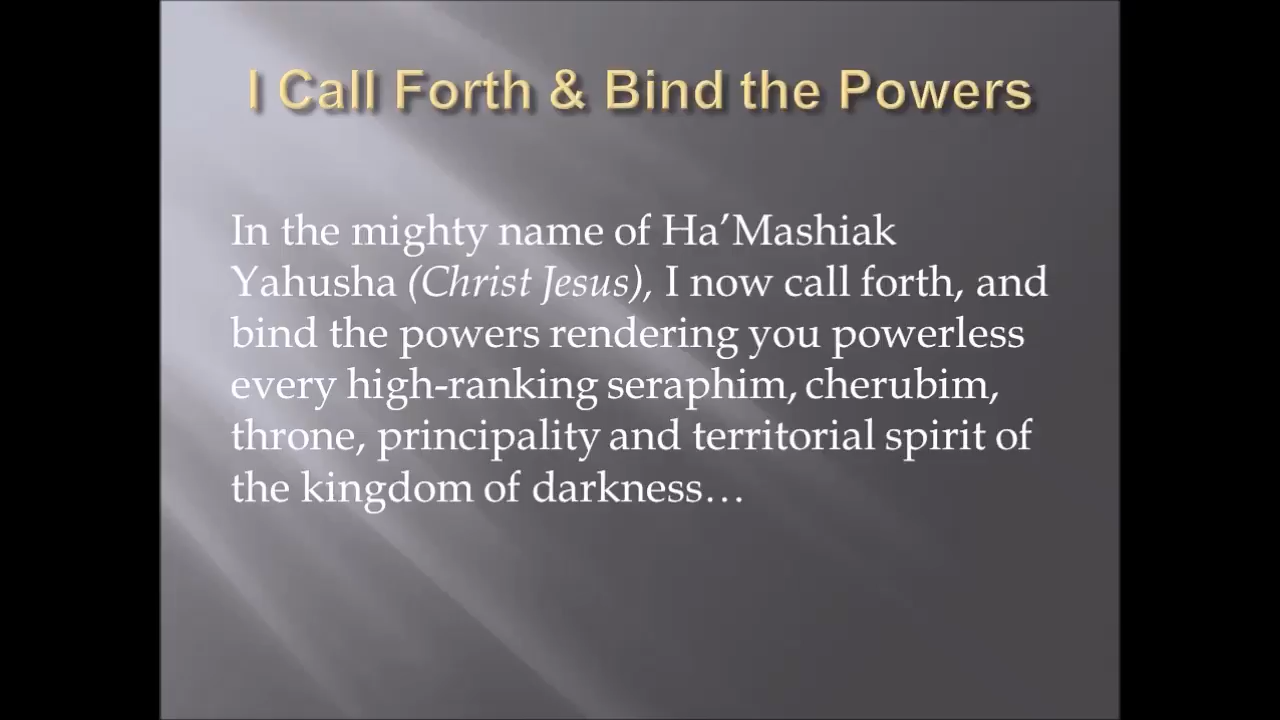 I Call Forth & Bind the Powers
In the mighty name of Ha’Mashiak
Yahusha (Christ Jesus), I now call forth, and
bind the powers rendering you powerless
every high-ranking seraphim, cherubim,
throne, principality and territorial spirit of
the kingdom of darkness…